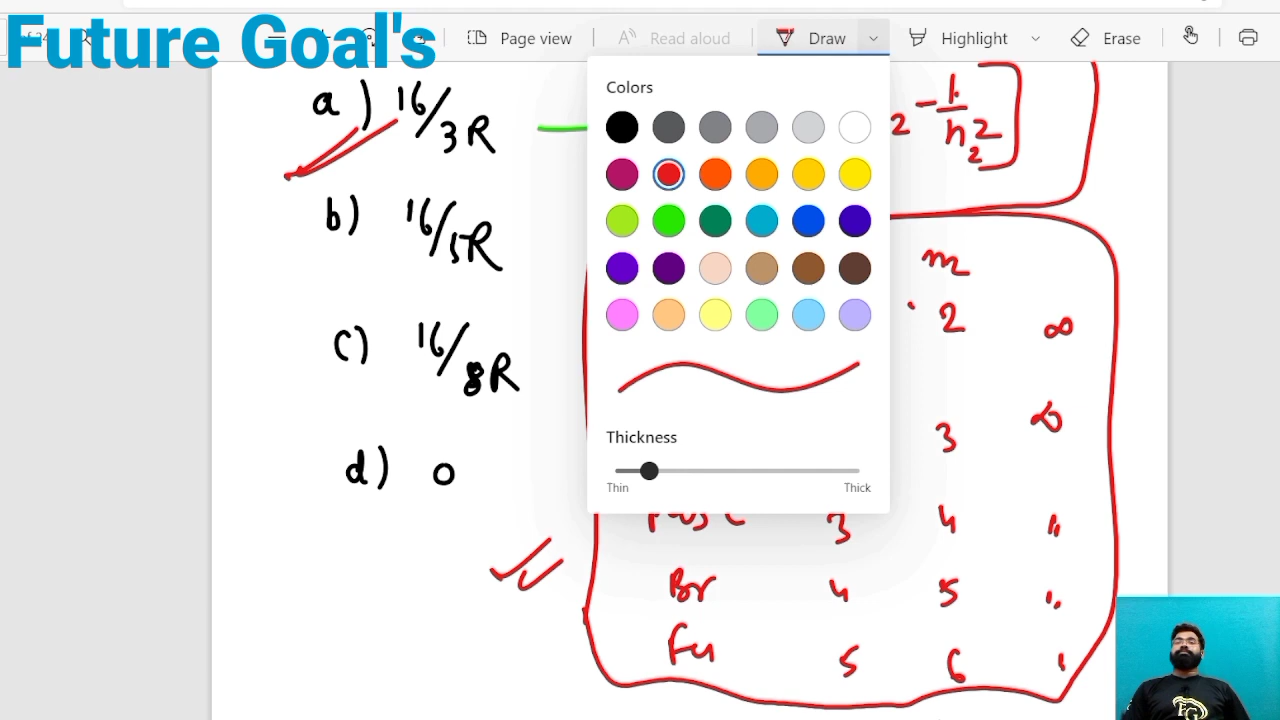 Future Goal's
Page view
Read aloud
Draw
Highlight
Erase
Colors
a) 16/3R
b) 16/5R
c) 16/8R
d) 0
2 - 1/n₂²
m
2 ∞
3 ∞
Thickness
Thin Thick
3 4 "
Br 4 5 "
Fu 5 6 '